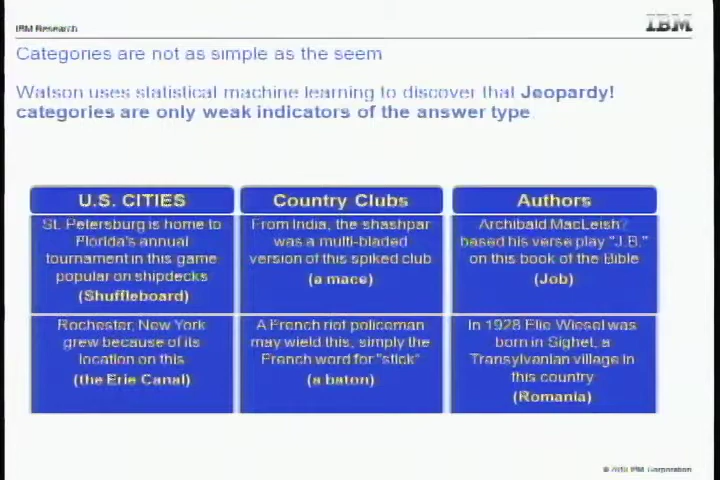 IBM Research
IBM
Categories are not as simple as the seem
Watson uses statistical machine learning to discover that Jeopardy!
categories are only weak indicators of the answer type
U.S. CITIES
St. Petersburg is home to
Florida's annual
tournament in this game
popular on shipdecks
(Shuffleboard)
Rochester, New York
grew because of its
location on this
(the Erie Canal)
Country Clubs
From India, the shashpar
was a multi-bladed
version of this spiked club
(a mace)
A French riot policeman
may wield this, simply the
French word for "stick"
(a baton)
Authors
Archibald MacLeish?
based his verse play "J.B."
on this book of the Bible
(Job)
In 1928 Elie Wiesel was
born in Sighet, a
Transylvanian village in
this country
(Romania)
© IBM Corporation